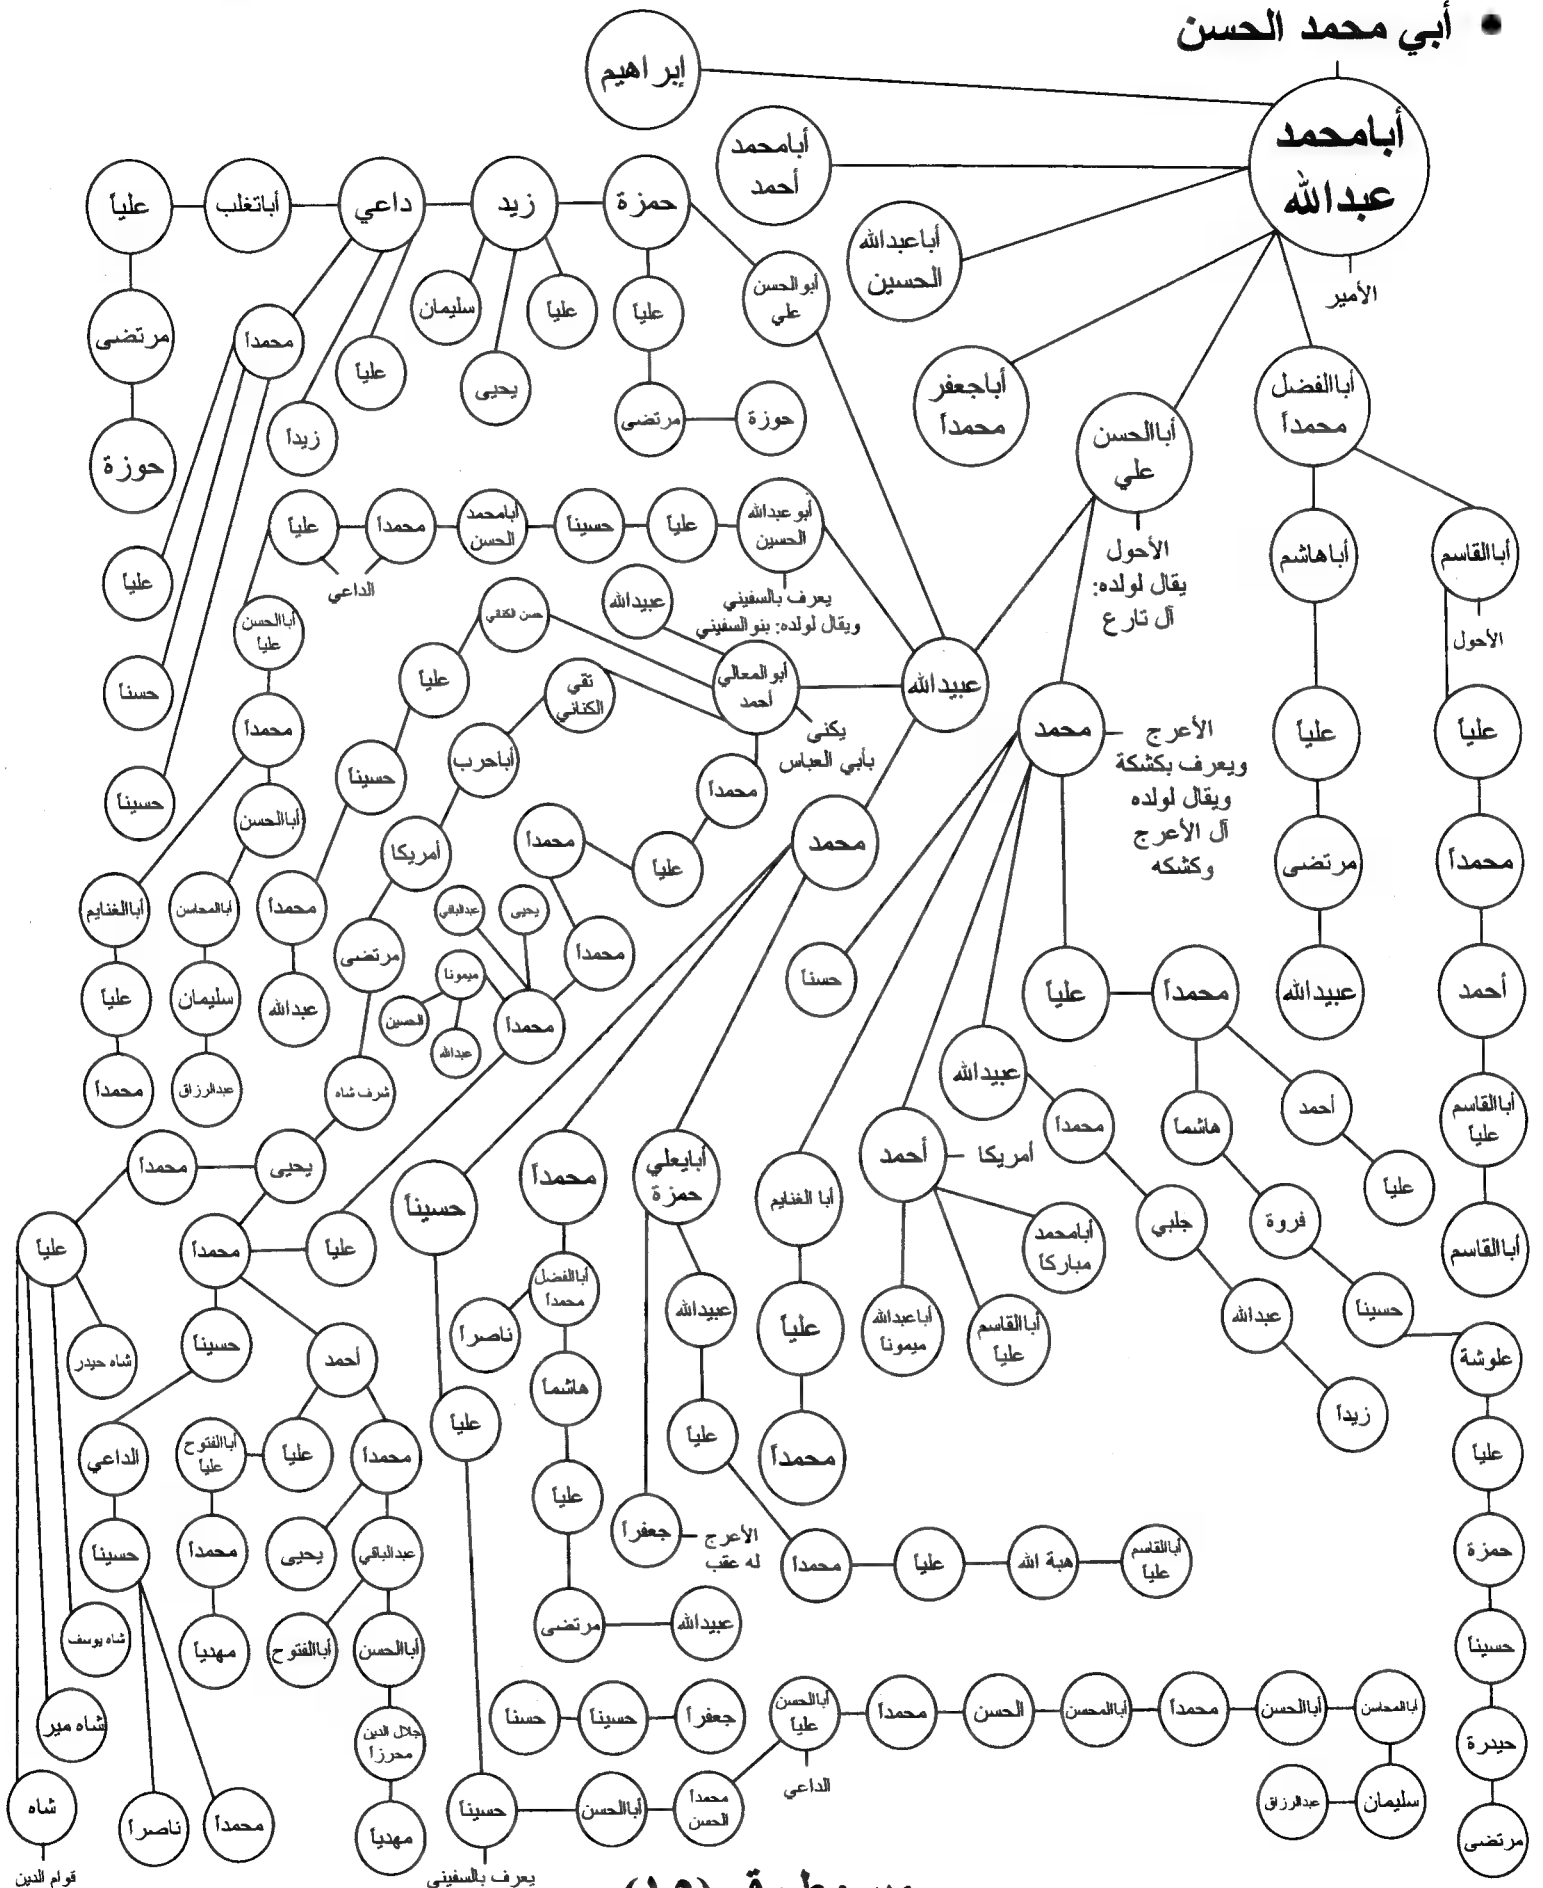 أبي محمد الحسن
إبراهيم
أبامحمد
عبدالله
الأمير
أبامحمد
أحمد
أباعبدالله
الحسين
أباجعفر
محمداً
أباالحسن
علي
الأحول
يقال لولده:
آل تارع
أباالفضل
محمداً
أباهاشم
علياً
مرتضى
عبيدالله
أباالقاسم
الأحول
علياً
محمداً
أحمد
أباالقاسم
علياً
أباالقاسم
علياً
أباتغلب
داعي
زيد
حمزة
أبوالحسن
علي
مرتضى
حوزة
محمداً
علياً
حسنا
حسيناً
زيداً
علياً
سليمان
يحيى
علياً
علياً
مرتضى
حوزة
علياً
محمداً
الداعي
أبامحمد
الحسن
حسيناً
علياً
أبوعبدالله
الحسين
يعرف بالسفيني
ويقال لولده: بنوالسفيني
أباالحسن
علياً
محمداً
أباالحسن
أباالمحاسن
سليمان
عبدالرزاق
أباالغنايم
علياً
محمداً
عبيدالله
أبوالمعالي
أحمد
يكنى
بأبي العباس
عبيدالله
حسن الكناني
علياً
حسيناً
محمداً
عبدالله
تقي
الكناني
أباحرب
أمريكا
مرتضى
شرف شاه
يحيى
محمداً
علياً
شاه حيدر
شاه يوسف
شاه مير
شاه
قوام الدين
محمداً
علياً
محمداً
محمداً
محمداً
يحيى
عبدالباقي
ميمونا
الحسين
عبدالله
علياً
محمداً
حسيناً
الداعي
حسيناً
ناصراً
محمداً
أحمد
علياً
أباالفتوح
علياً
محمداً
مهدياً
محمداً
يحيى
عبدالباقي
أباالفتوح
أباالحسن
جلال الدين
محرزاً
مهدياً
محمد
حسيناً
علياً
حسيناً
يعرف بالسفيني
أباالحسن
محمداً
الحسن
أباالحسن
علياً
الداعي
محمداً
الحسن
أباالمحسن
محمداً
أباالحسن
أباالمحاسن
سليمان
عبدالرزاق
جعفراً
حسيناً
حسنا
محمداً
أباالفضل
محمداً
ناصراً
هاشماً
علياً
مرتضى
عبيدالله
أبايعلي
حمزة
جعفراً
الأعرج
له عقب
عبيدالله
علياً
محمداً
علياً
هبة الله
أباالقاسم
علياً
محمد
الأعرج
ويعرف بكشكة
ويقال لولده
آل الأعرج
وكشكه
حسناً
أبا الغنايم
علياً
محمداً
أحمد
أمريكا
أباعبدالله
ميموناً
أباالقاسم
علياً
أبامحمد
مباركاً
عبيدالله
محمداً
جلبي
عبدالله
زيداً
علياً
محمداً
أحمد
علياً
هاشماً
فروة
حسيناً
علوشة
علياً
حمزة
حسيناً
حيدرة
مرتضى